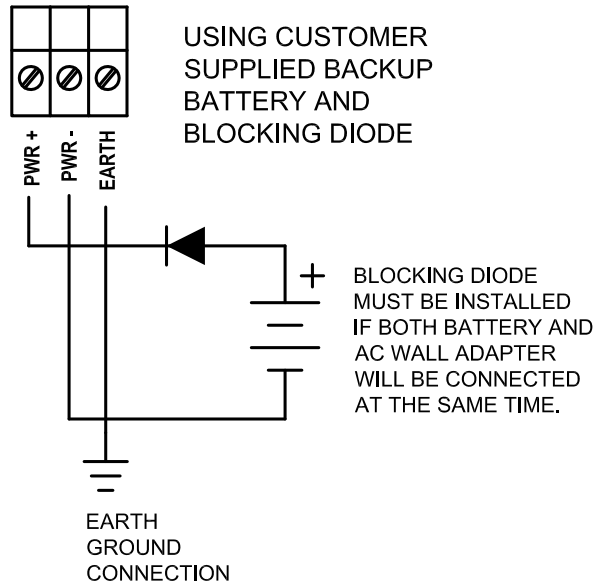 USING CUSTOMER
SUPPLIED BACKUP
BATTERY AND
BLOCKING DIODE
PWR +
PWR -
EARTH
+
BLOCKING DIODE
MUST BE INSTALLED
IF BOTH BATTERY AND
AC WALL ADAPTER
WILL BE CONNECTED
AT THE SAME TIME.
EARTH
GROUND
CONNECTION